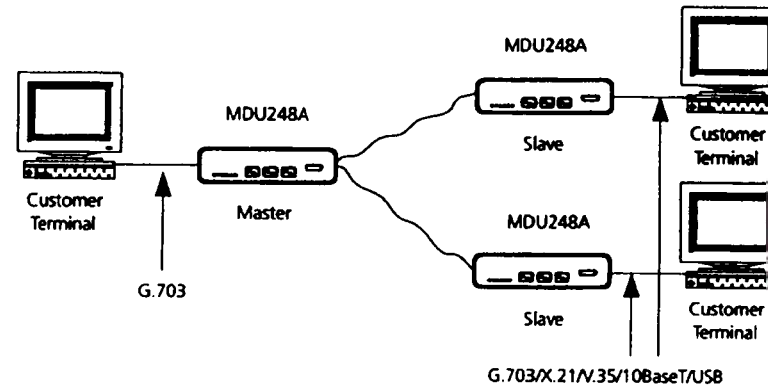 MDU248A
MDU248A
Slave
Customer
Terminal
Customer
Terminal
Master
G.703
MDU248A
Slave
Customer
Terminal
G.703/X.21/V.35/10BaseT/USB